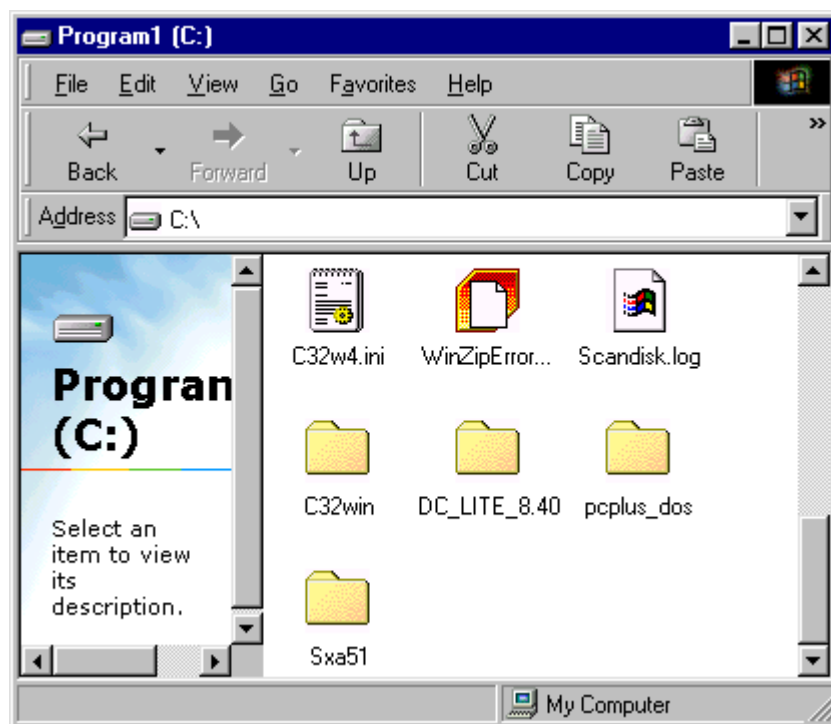 Program1 (C:)
File Edit View Go Favorites Help
»
Back Forward Up Cut Copy Paste
Address C:\
Program
(C:)
Select an
item to view
its
description.
C32w4.ini WinZipError... Scandisk.log
C32win DC_LITE_8.40 pcplus_dos
Sxa51
My Computer